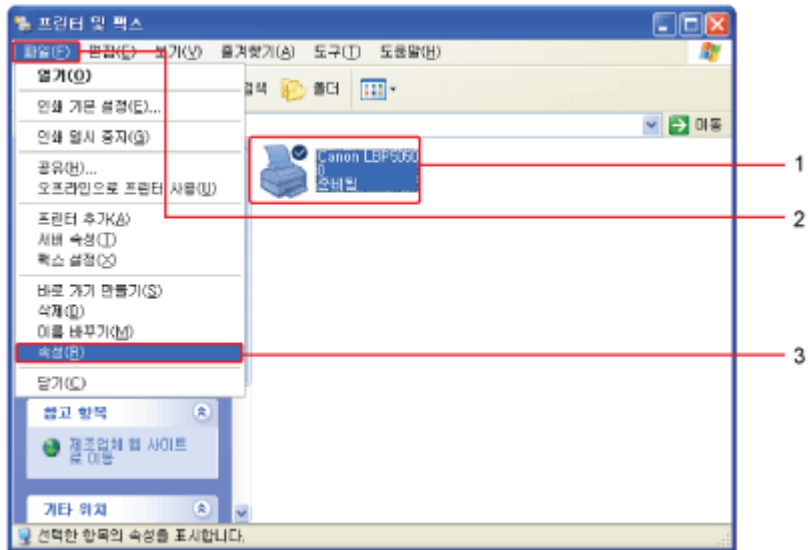 프린터 및 팩스
파일(F) 편집(E) 보기(V) 즐겨찾기(A) 도구(T) 도움말(H)
열기(O)
검색 폴더
인쇄 기본 설정(E)...
인쇄 일시 중지(G)
이동
공유(H)...
오프라인으로 프린터 사용(U)
Canon LBP5050
0
준비됨
1
2
프린터 추가(A)
서버 속성(T)
팩스 설정(X)
바로 가기 만들기(S)
삭제(D)
이름 바꾸기(M)
속성(R)
3
닫기(C)
참고 항목
제조업체 웹 사이트
로 이동
기타 위치
선택한 항목의 속성을 표시합니다.